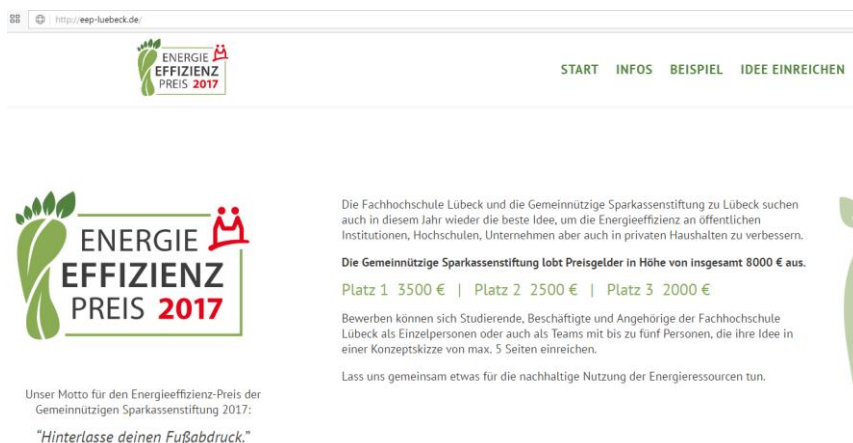 http://eep-luebeck.de/
ENERGIE
EFFIZIENZ
PREIS 2017
START INFOS BEISPIEL IDEE EINREICHEN
ENERGIE
EFFIZIENZ
PREIS 2017
Unser Motto für den Energieeffizienz-Preis der
Gemeinnützigen Sparkassenstiftung 2017:
"Hinterlasse deinen Fußabdruck."
Die Fachhochschule Lübeck und die Gemeinnützige Sparkassenstiftung zu Lübeck suchen
auch in diesem Jahr wieder die beste Idee, um die Energieeffizienz an öffentlichen
Institutionen, Hochschulen, Unternehmen aber auch in privaten Haushalten zu verbessern.
Die Gemeinnützige Sparkassenstiftung lobt Preisgelder in Höhe von insgesamt 8000 € aus.
Platz 1 3500 € | Platz 2 2500 € | Platz 3 2000 €
Bewerben können sich Studierende, Beschäftigte und Angehörige der Fachhochschule
Lübeck als Einzelpersonen oder auch als Teams mit bis zu fünf Personen, die ihre Idee in
einer Konzeptskizze von max. 5 Seiten einreichen.
Lass uns gemeinsam etwas für die nachhaltige Nutzung der Energieressourcen tun.